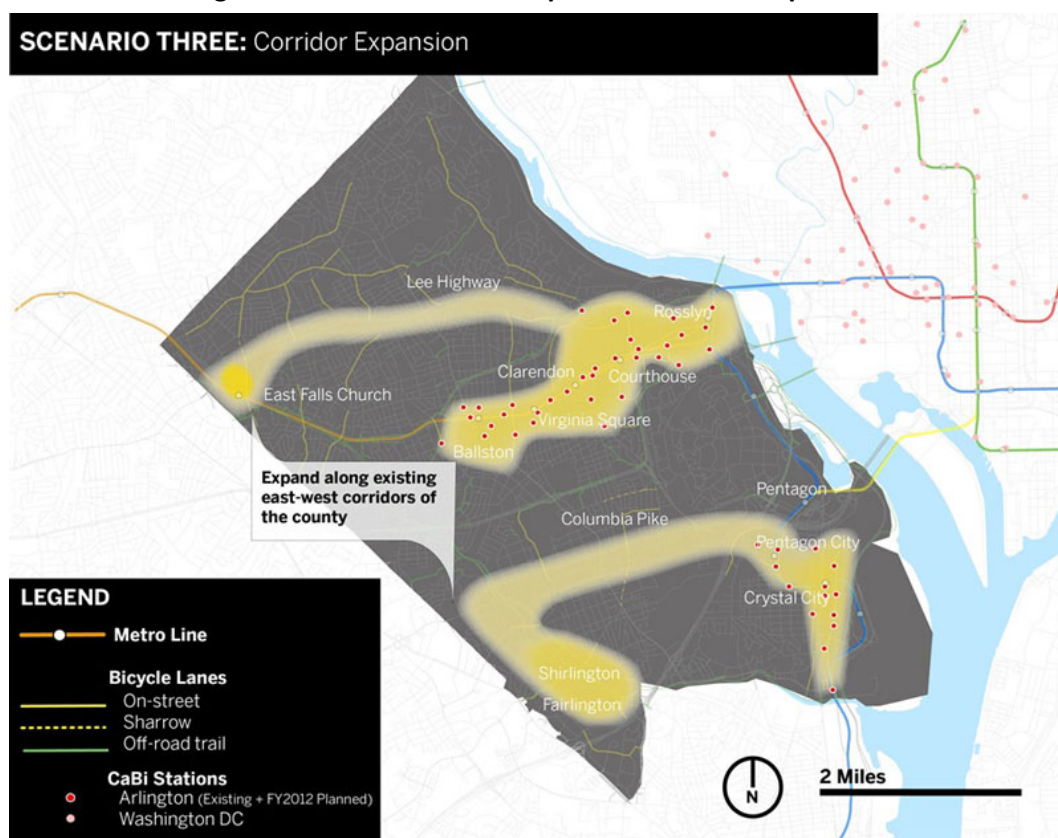 SCENARIO THREE: Corridor Expansion
Lee Highway
Rosslyn
Clarendon
Courthouse
East Falls Church
Virginia Square
Ballston
Expand along existing
east-west corridors of
the county
Pentagon
Columbia Pike
Pentagon City
Crystal City
Shirlington
Fairlington
LEGEND
Metro Line
Bicycle Lanes
On-street
Sharrow
Off-road trail
CaBi Stations
Arlington (Existing + FY2012 Planned)
Washington DC
N
2 Miles